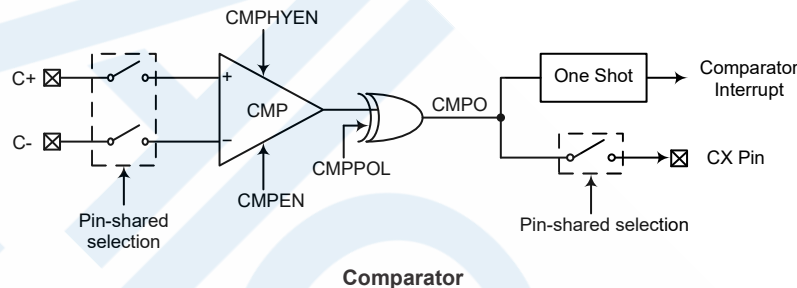 CMPHYEN
C+
+
CMP
One Shot
Comparator
Interrupt
CMPO
C-
−
CMPPOL
CX Pin
CMPEN
Pin-shared
selection
Pin-shared selection
Comparator